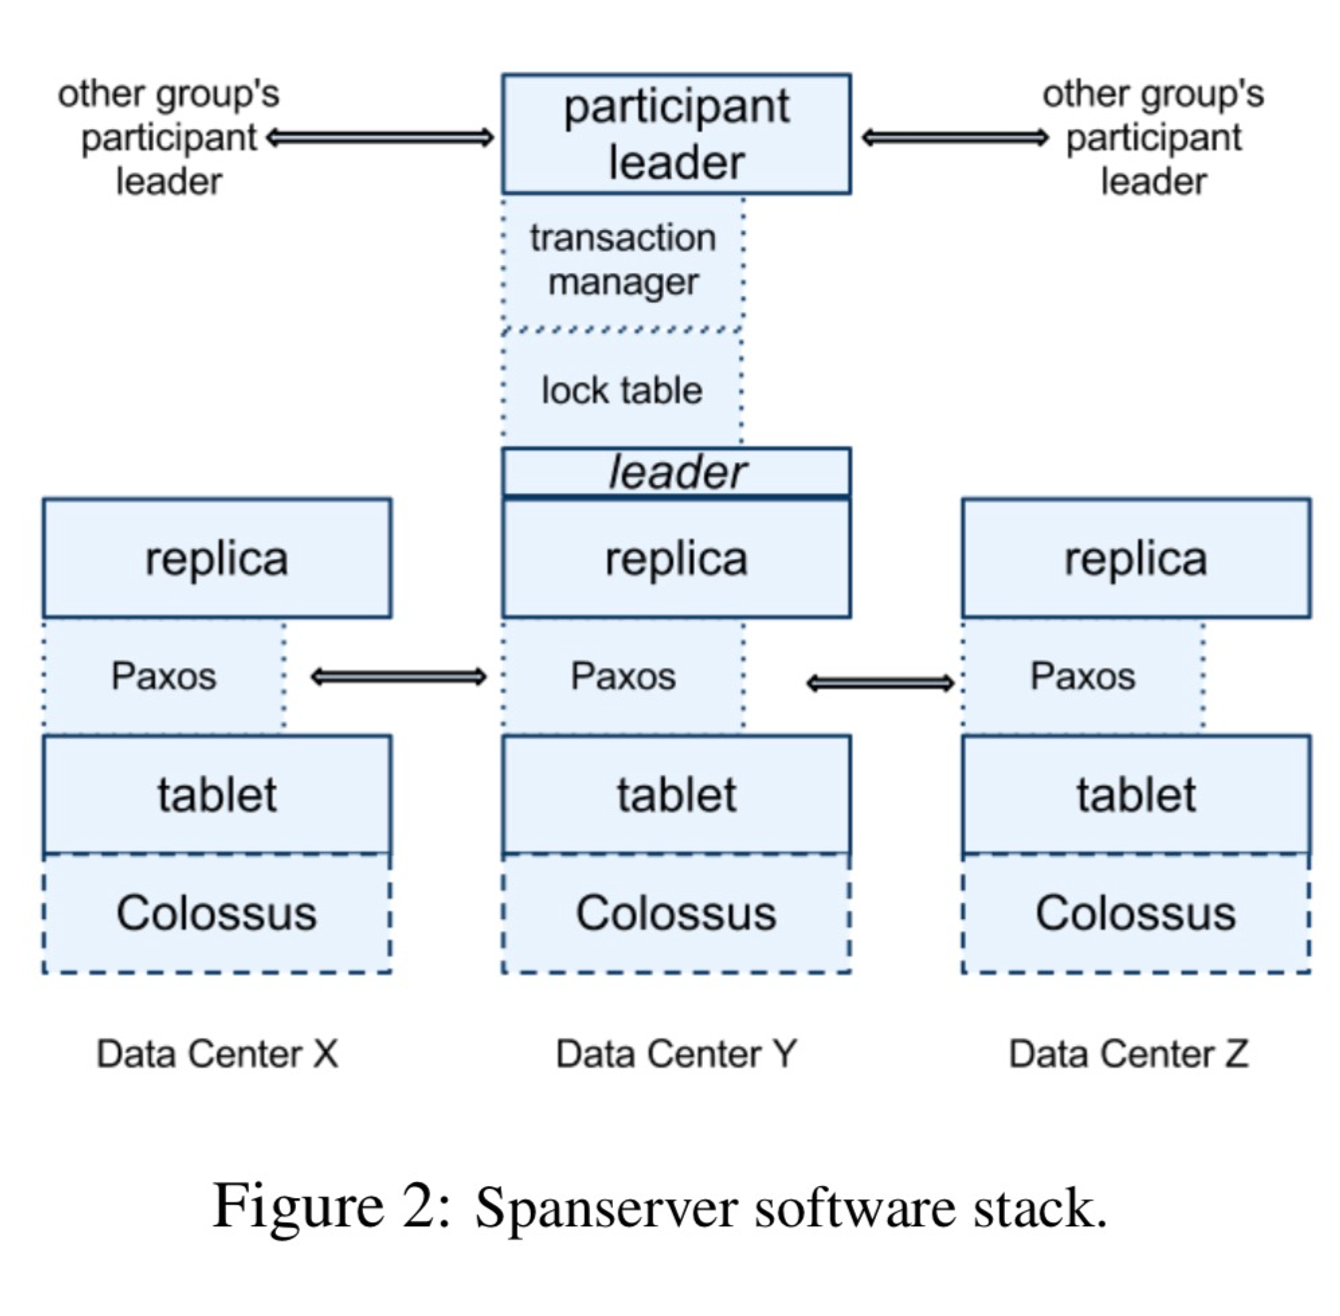 other group's
participant
leader
participant
leader
other group's
participant
leader
transaction
manager
lock table
leader
replica
replica
replica
Paxos
Paxos
Paxos
tablet
tablet
tablet
Colossus
Colossus
Colossus
Data Center X
Data Center Y
Data Center Z
Figure 2: Spanserver software stack.